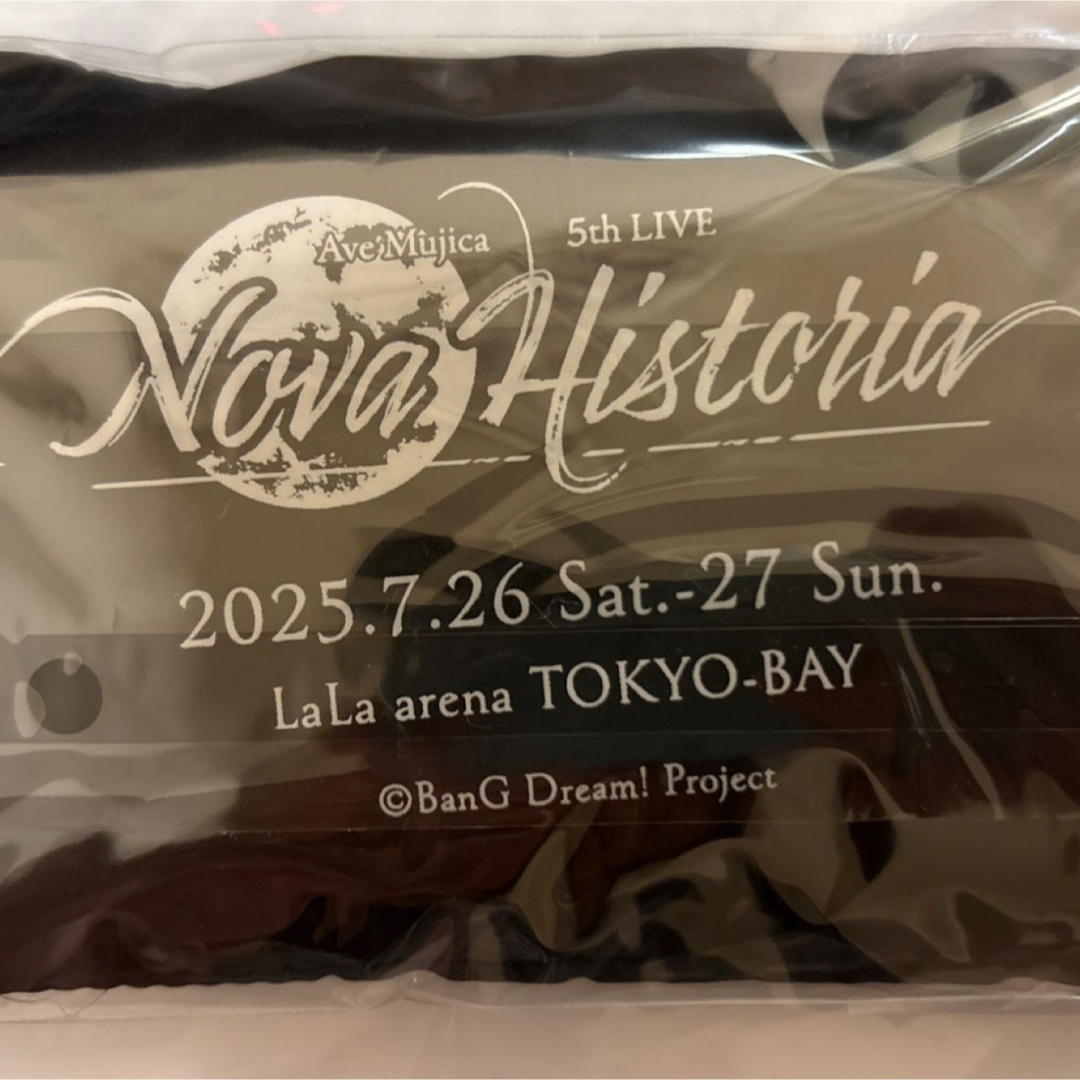 Ave Mujica 5th LIVE
Nova Historia
2025.7.26 Sat.-27 Sun.
LaLa arena TOKYO-BAY
©BanG Dream! Project